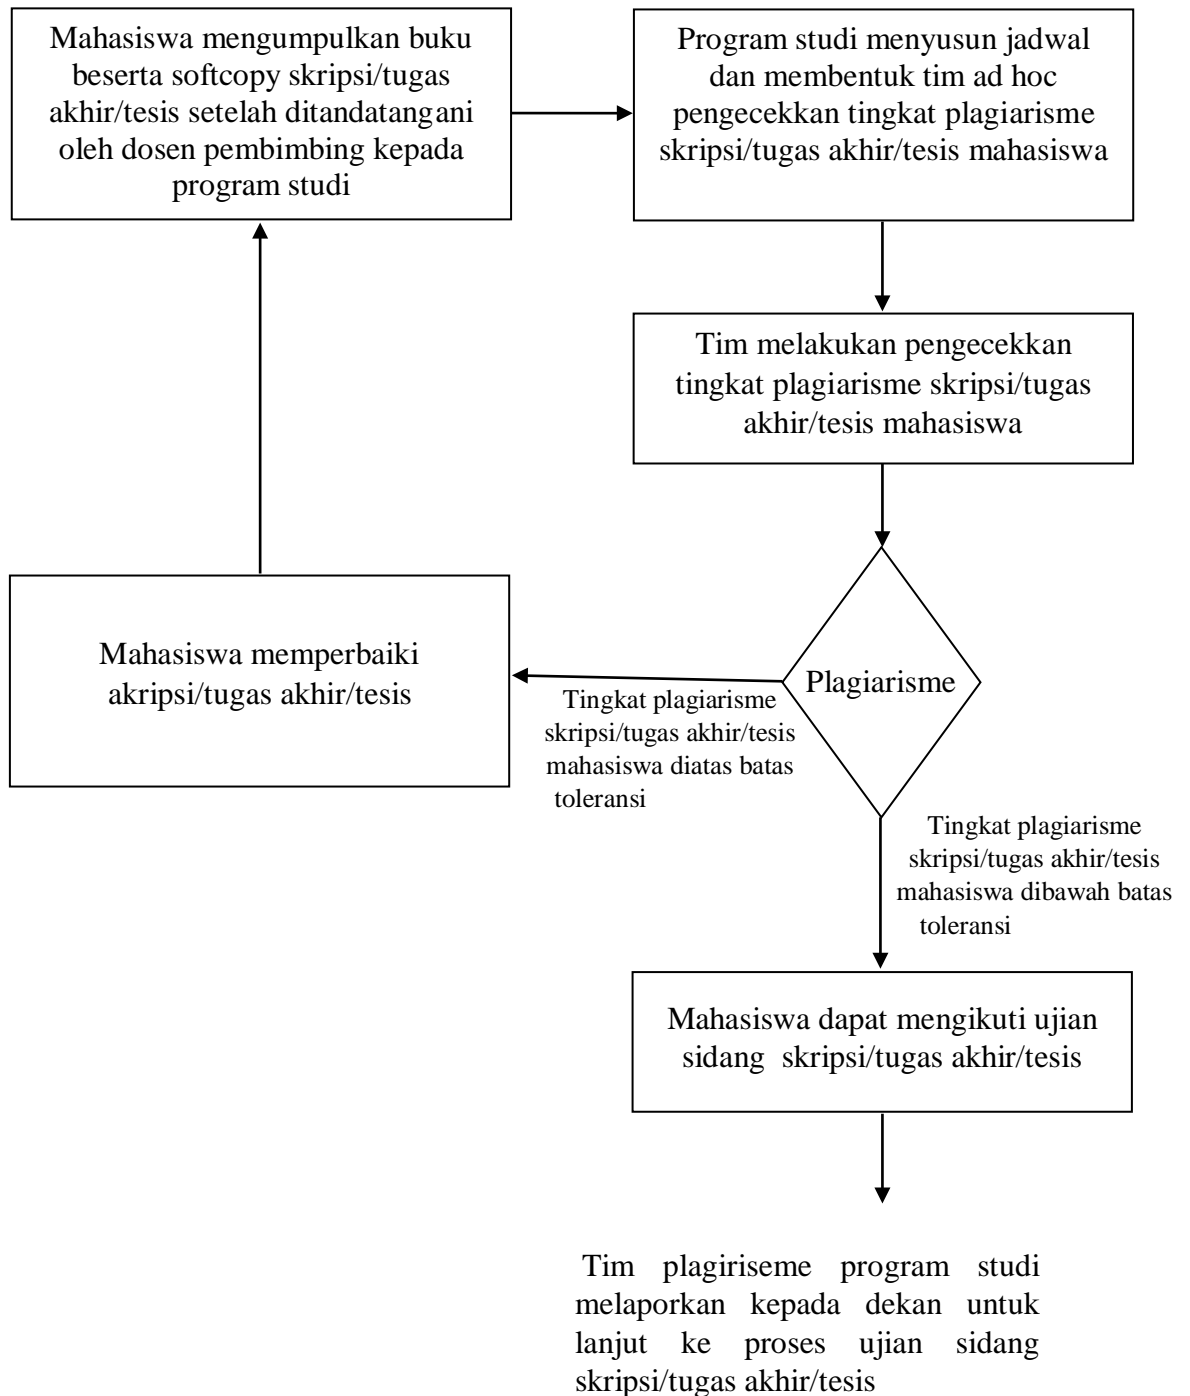 Mahasiswa mengumpulkan buku
beserta softcopy skripsi/tugas
akhir/tesis setelah ditandatangani
oleh dosen pembimbing kepada
program studi
Program studi menyusun jadwal
dan membentuk tim ad hoc
pengecekkan tingkat plagiarisme
skripsi/tugas akhir/tesis mahasiswa
Tim melakukan pengecekkan
tingkat plagiarisme skripsi/tugas
akhir/tesis mahasiswa
Plagiarisme
Mahasiswa memperbaiki
akripsi/tugas akhir/tesis
Tingkat plagiarisme
skripsi/tugas akhir/tesis
mahasiswa diatas batas
toleransi
Tingkat plagiarisme
skripsi/tugas akhir/tesis
mahasiswa dibawah batas
toleransi
Mahasiswa dapat mengikuti ujian
sidang  skripsi/tugas akhir/tesis
Tim plagiriseme program studi
melaporkan kepada dekan untuk
lanjut ke proses ujian sidang
skripsi/tugas akhir/tesis